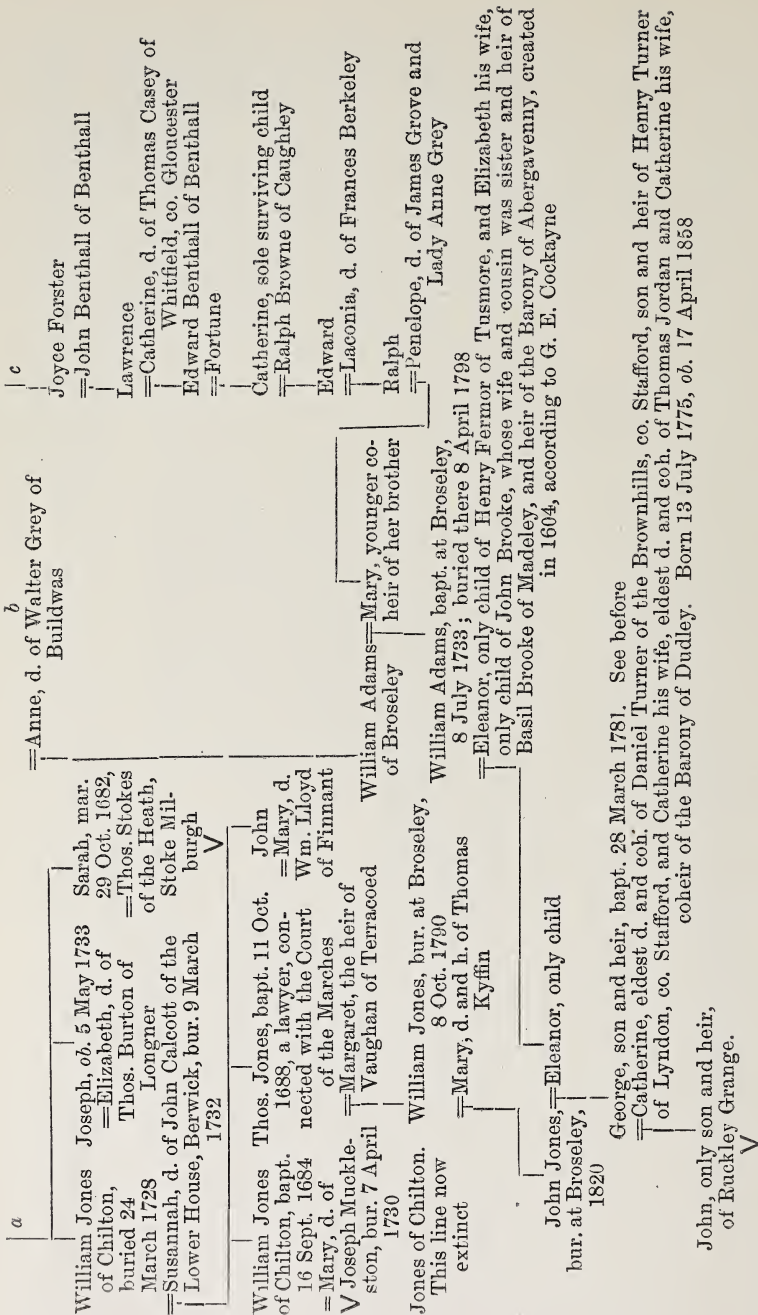 a
William Jones
of Chilton,
buried 24
March 1728
=Susannah, d. of John Calcott of the
Lower House, Berwick, bur. 9 March
1732
Joseph, ob. 5 May 1733
=Elizabeth, d. of
Thos. Burton of
Longner
Sarah, mar.
29 Oct. 1682,
=Thos. Stokes
of the Heath,
Stoke Mil-
burgh
b
=Anne, d. of Walter Grey of
Buildwas
c
Joyce Forster
=John Benthall of Benthall
Lawrence
=Catherine, d. of Thomas Casey of
Whitfield, co. Gloucester
Edward Benthall of Benthall
=Fortune
Catherine, sole surviving child
=Ralph Browne of Caughley
Edward
=Laconia, d. of Frances Berkeley
Ralph
=Penelope, d. of James Grove and
Lady Anne Grey
William Jones
of Chilton, bapt.
16 Sept. 1684
=Mary, d. of
Joseph Muckle-
ston, bur. 7 April
1730
Thos. Jones, bapt. 11 Oct.
1688, a lawyer, con-
nected with the Court
of the Marches
=Margaret, the heir of
Vaughan of Terracoed
John
=Mary, d.
Wm. Lloyd
of Finnant
William Adams=Mary, younger co-
of Broseley heir of her brother
Jones of Chilton.
This line now
extinct
William Jones, bur. at Broseley,
8 Oct. 1790
=Mary, d. and h. of Thomas
Kyffin
William Adams, bapt. at Broseley,
8 July 1733; buried there 8 April 1798
=Eleanor, only child of Henry Fermor of Tusmore, and Elizabeth his wife,
only child of John Brooke, whose wife and cousin was sister and heir of
Basil Brooke of Madeley, and heir of the Barony of Abergavenny, created
in 1604, according to G. E. Cockayne
John Jones,=Eleanor, only child
bur. at Broseley,
1820
George, son and heir, bapt. 28 March 1781. See before
=Catherine, eldest d. and coh. of Daniel Turner of the Brownhills, co. Stafford, son and heir of Henry Turner
of Lyndon, co. Stafford, and Catherine his wife, eldest d. and coh. of Thomas Jordan and Catherine his wife,
coheir of the Barony of Dudley. Born 13 July 1775, ob. 17 April 1858
John, only son and heir,
of Ruckley Grange.